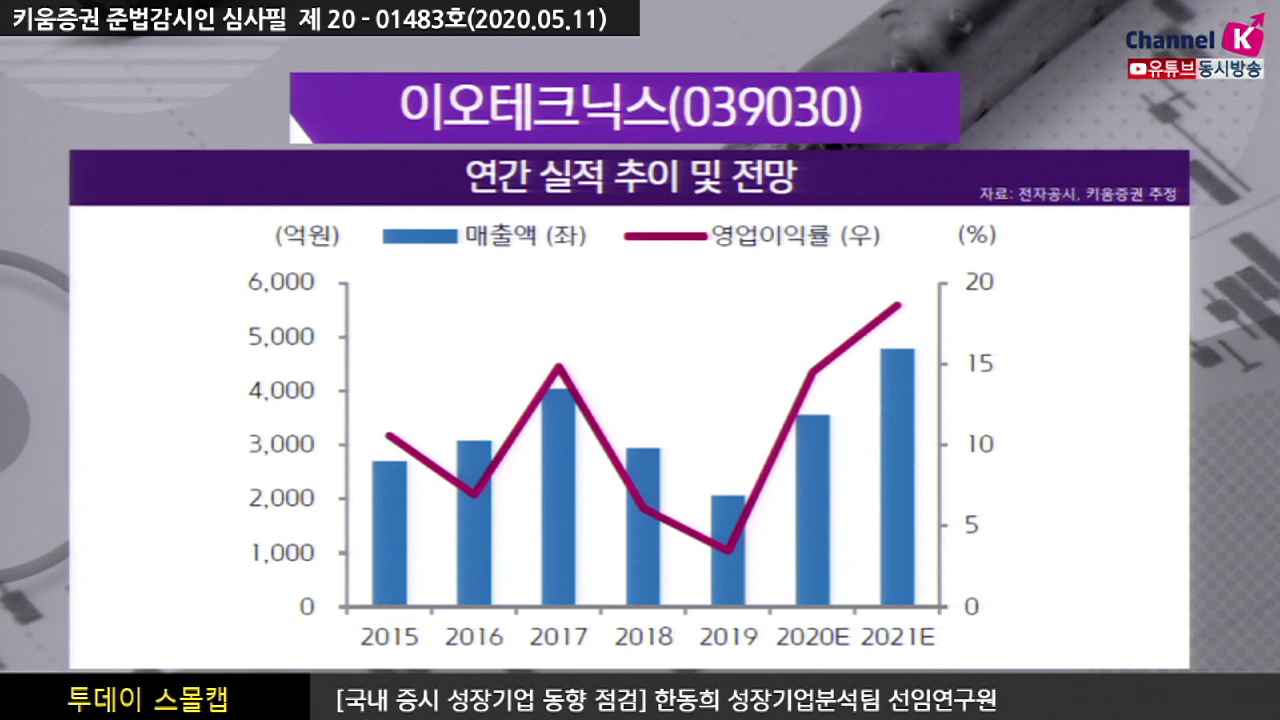 키움증권 준법감시인 심사필 제 20 - 01483호(2020.05.11)
Channel K
유튜브 동시방송
이오테크닉스(039030)
연간 실적 추이 및 전망
자료: 전자공시, 키움증권 추정
(억원) 매출액 (좌) 영업이익률 (우) (%)
6,000 20
5,000
15
4,000
3,000 10
2,000
5
1,000
0 0
2015 2016 2017 2018 2019 2020E 2021E
투데이 스몰캡 [국내 증시 성장기업 동향 점검] 한동희 성장기업분석팀 선임연구원